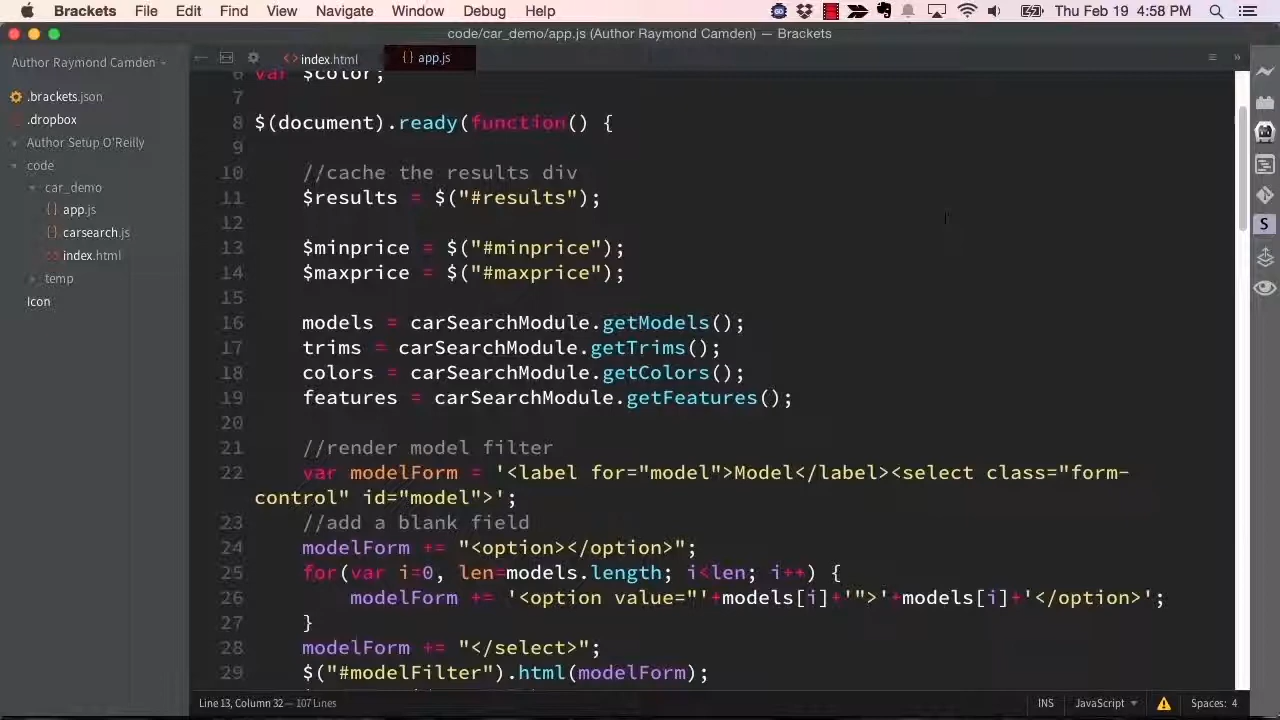 Brackets File Edit Find View Navigate Window Debug Help Thu Feb 19 4:58 PM
code/car_demo/app.js (Author Raymond Camden) — Brackets
Author Raymond Camden
.brackets.json
.dropbox
Author Setup O'Reilly
code
car_demo
app.js
carsearch.js
index.html
temp
Icon
index.html app.js
6 var $color;
7
8 $(document).ready(function() {
9
10 //cache the results div
11 $results = $("#results");
12
13 $minprice = $("#minprice");
14 $maxprice = $("#maxprice");
15
16 models = carSearchModule.getModels();
17 trims = carSearchModule.getTrims();
18 colors = carSearchModule.getColors();
19 features = carSearchModule.getFeatures();
20
21 //render model filter
22 var modelForm = '<label for="model">Model</label><select class="form-
control" id="model">';
23 //add a blank field
24 modelForm += "<option></option>";
25 for(var i=0, len=models.length; i<len; i++) {
26 modelForm += '<option value="'+models[i]+'">'+models[i]+'</option>';
27 }
28 modelForm += "</select>";
29 $("#modelFilter").html(modelForm);
S
Line 13, Column 32 — 107 Lines INS JavaScript Spaces: 4